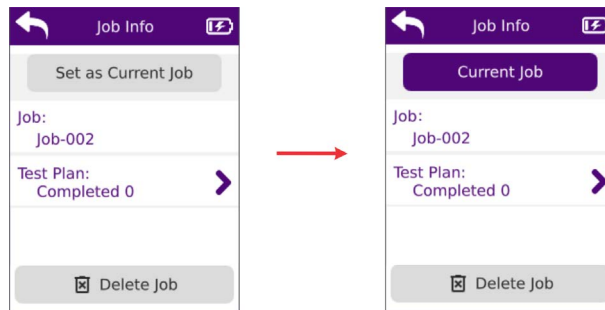 Job Info
Set as Current Job
Job:
Job-002
Test Plan:
Completed 0
Delete Job
Job Info
Current Job
Job:
Job-002
Test Plan:
Completed 0
Delete Job